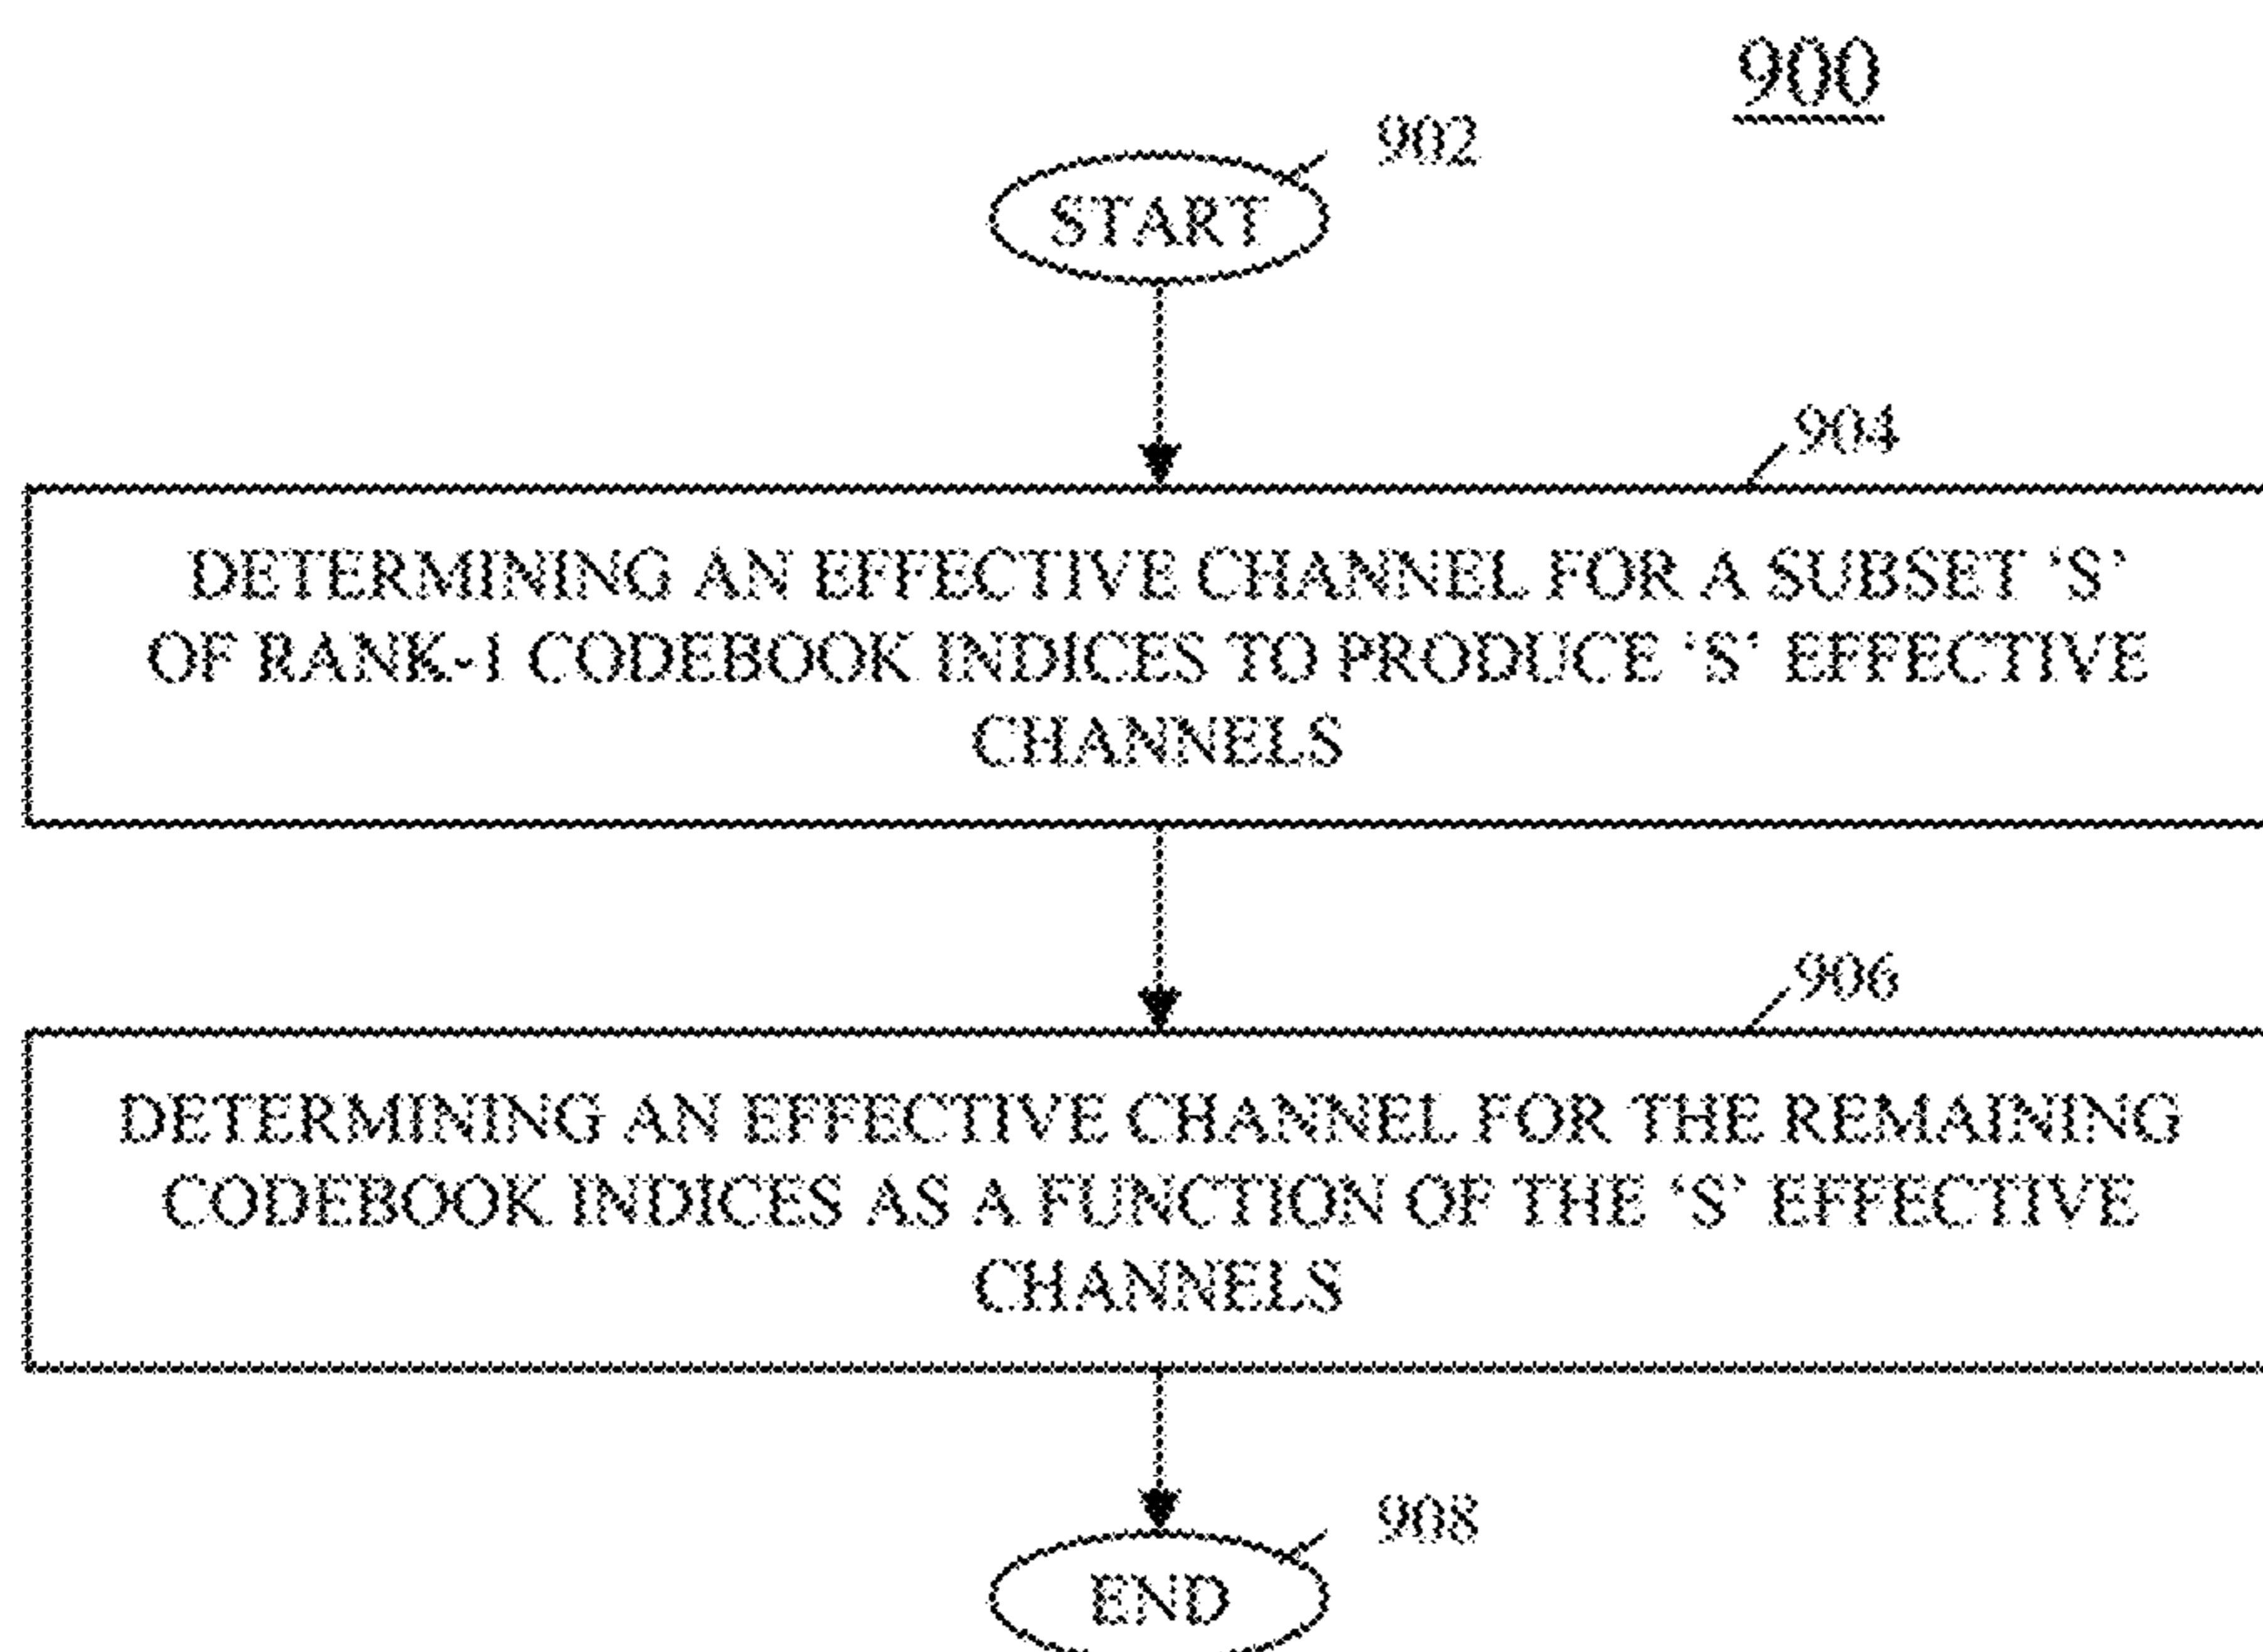 900
902
START
904
DETERMINING AN EFFECTIVE CHANNEL FOR A SUBSET 'S'
OF RANK-1 CODEBOOK INDICES TO PRODUCE 'S' EFFECTIVE
CHANNELS
906
DETERMINING AN EFFECTIVE CHANNEL FOR THE REMAINING
CODEBOOK INDICES AS A FUNCTION OF THE 'S' EFFECTIVE
CHANNELS
908
END